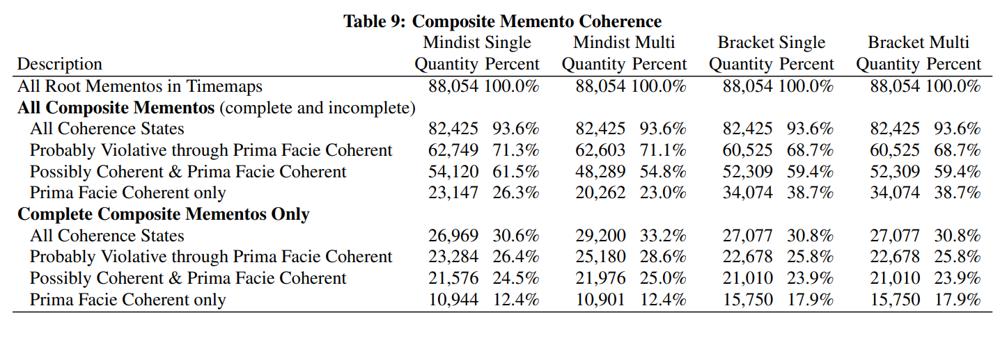 Table 9: Composite Memento Coherence
Mindist Single Mindist Multi Bracket Single Bracket Multi
Description Quantity Percent Quantity Percent Quantity Percent Quantity Percent
All Root Mementos in Timemaps 88,054 100.0% 88,054 100.0% 88,054 100.0% 88,054 100.0%
All Composite Mementos (complete and incomplete)
All Coherence States 82,425 93.6% 82,425 93.6% 82,425 93.6% 82,425 93.6%
Probably Violative through Prima Facie Coherent 62,749 71.3% 62,603 71.1% 60,525 68.7% 60,525 68.7%
Possibly Coherent & Prima Facie Coherent 54,120 61.5% 48,289 54.8% 52,309 59.4% 52,309 59.4%
Prima Facie Coherent only 23,147 26.3% 20,262 23.0% 34,074 38.7% 34,074 38.7%
Complete Composite Mementos Only
All Coherence States 26,969 30.6% 29,200 33.2% 27,077 30.8% 27,077 30.8%
Probably Violative through Prima Facie Coherent 23,284 26.4% 25,180 28.6% 22,678 25.8% 22,678 25.8%
Possibly Coherent & Prima Facie Coherent 21,576 24.5% 21,976 25.0% 21,010 23.9% 21,010 23.9%
Prima Facie Coherent only 10,944 12.4% 10,901 12.4% 15,750 17.9% 15,750 17.9%